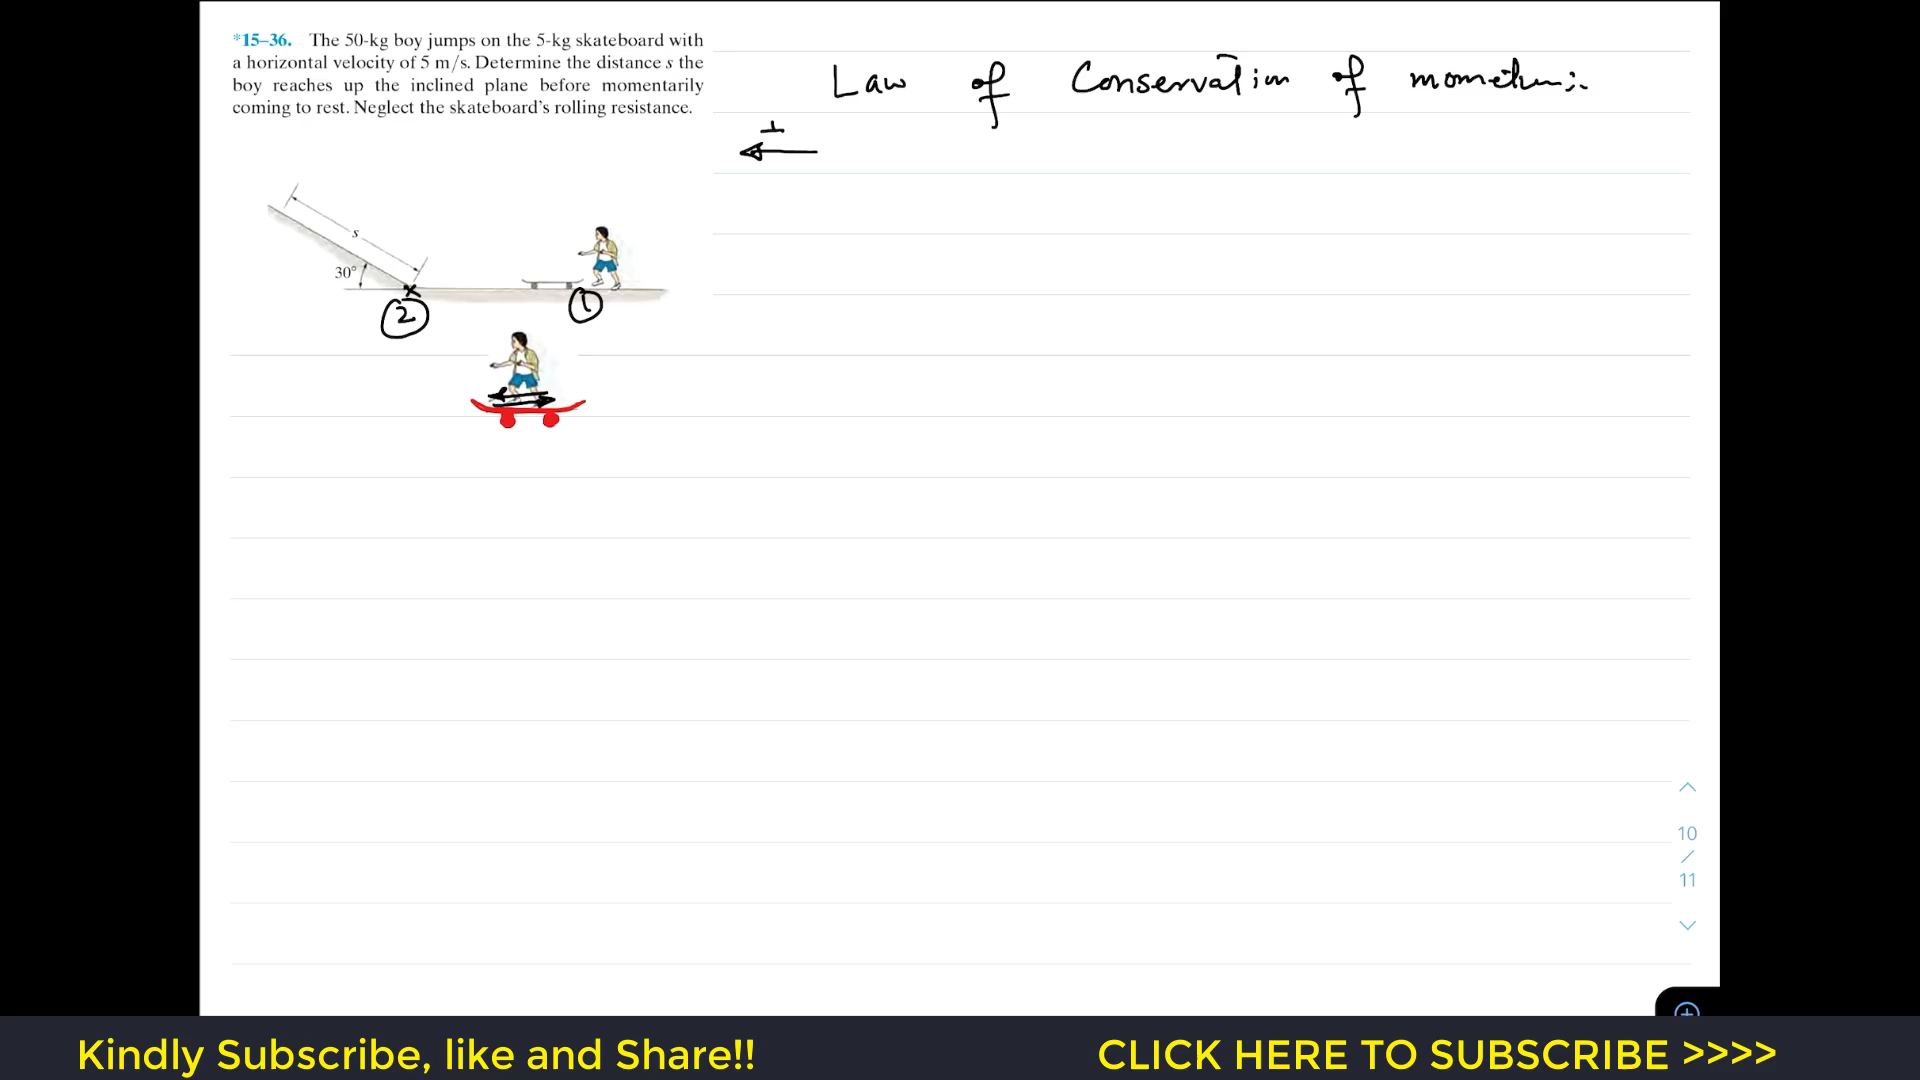 *15–36. The 50-kg boy jumps on the 5-kg skateboard with
a horizontal velocity of 5 m/s. Determine the distance s the
boy reaches up the inclined plane before momentarily
coming to rest. Neglect the skateboard's rolling resistance.
Law of Conservation of
+
s
30°
2
1
10
/
11
Kindly Subscribe, like and Share!!
CLICK HERE TO SUBSCRIBE >>>>